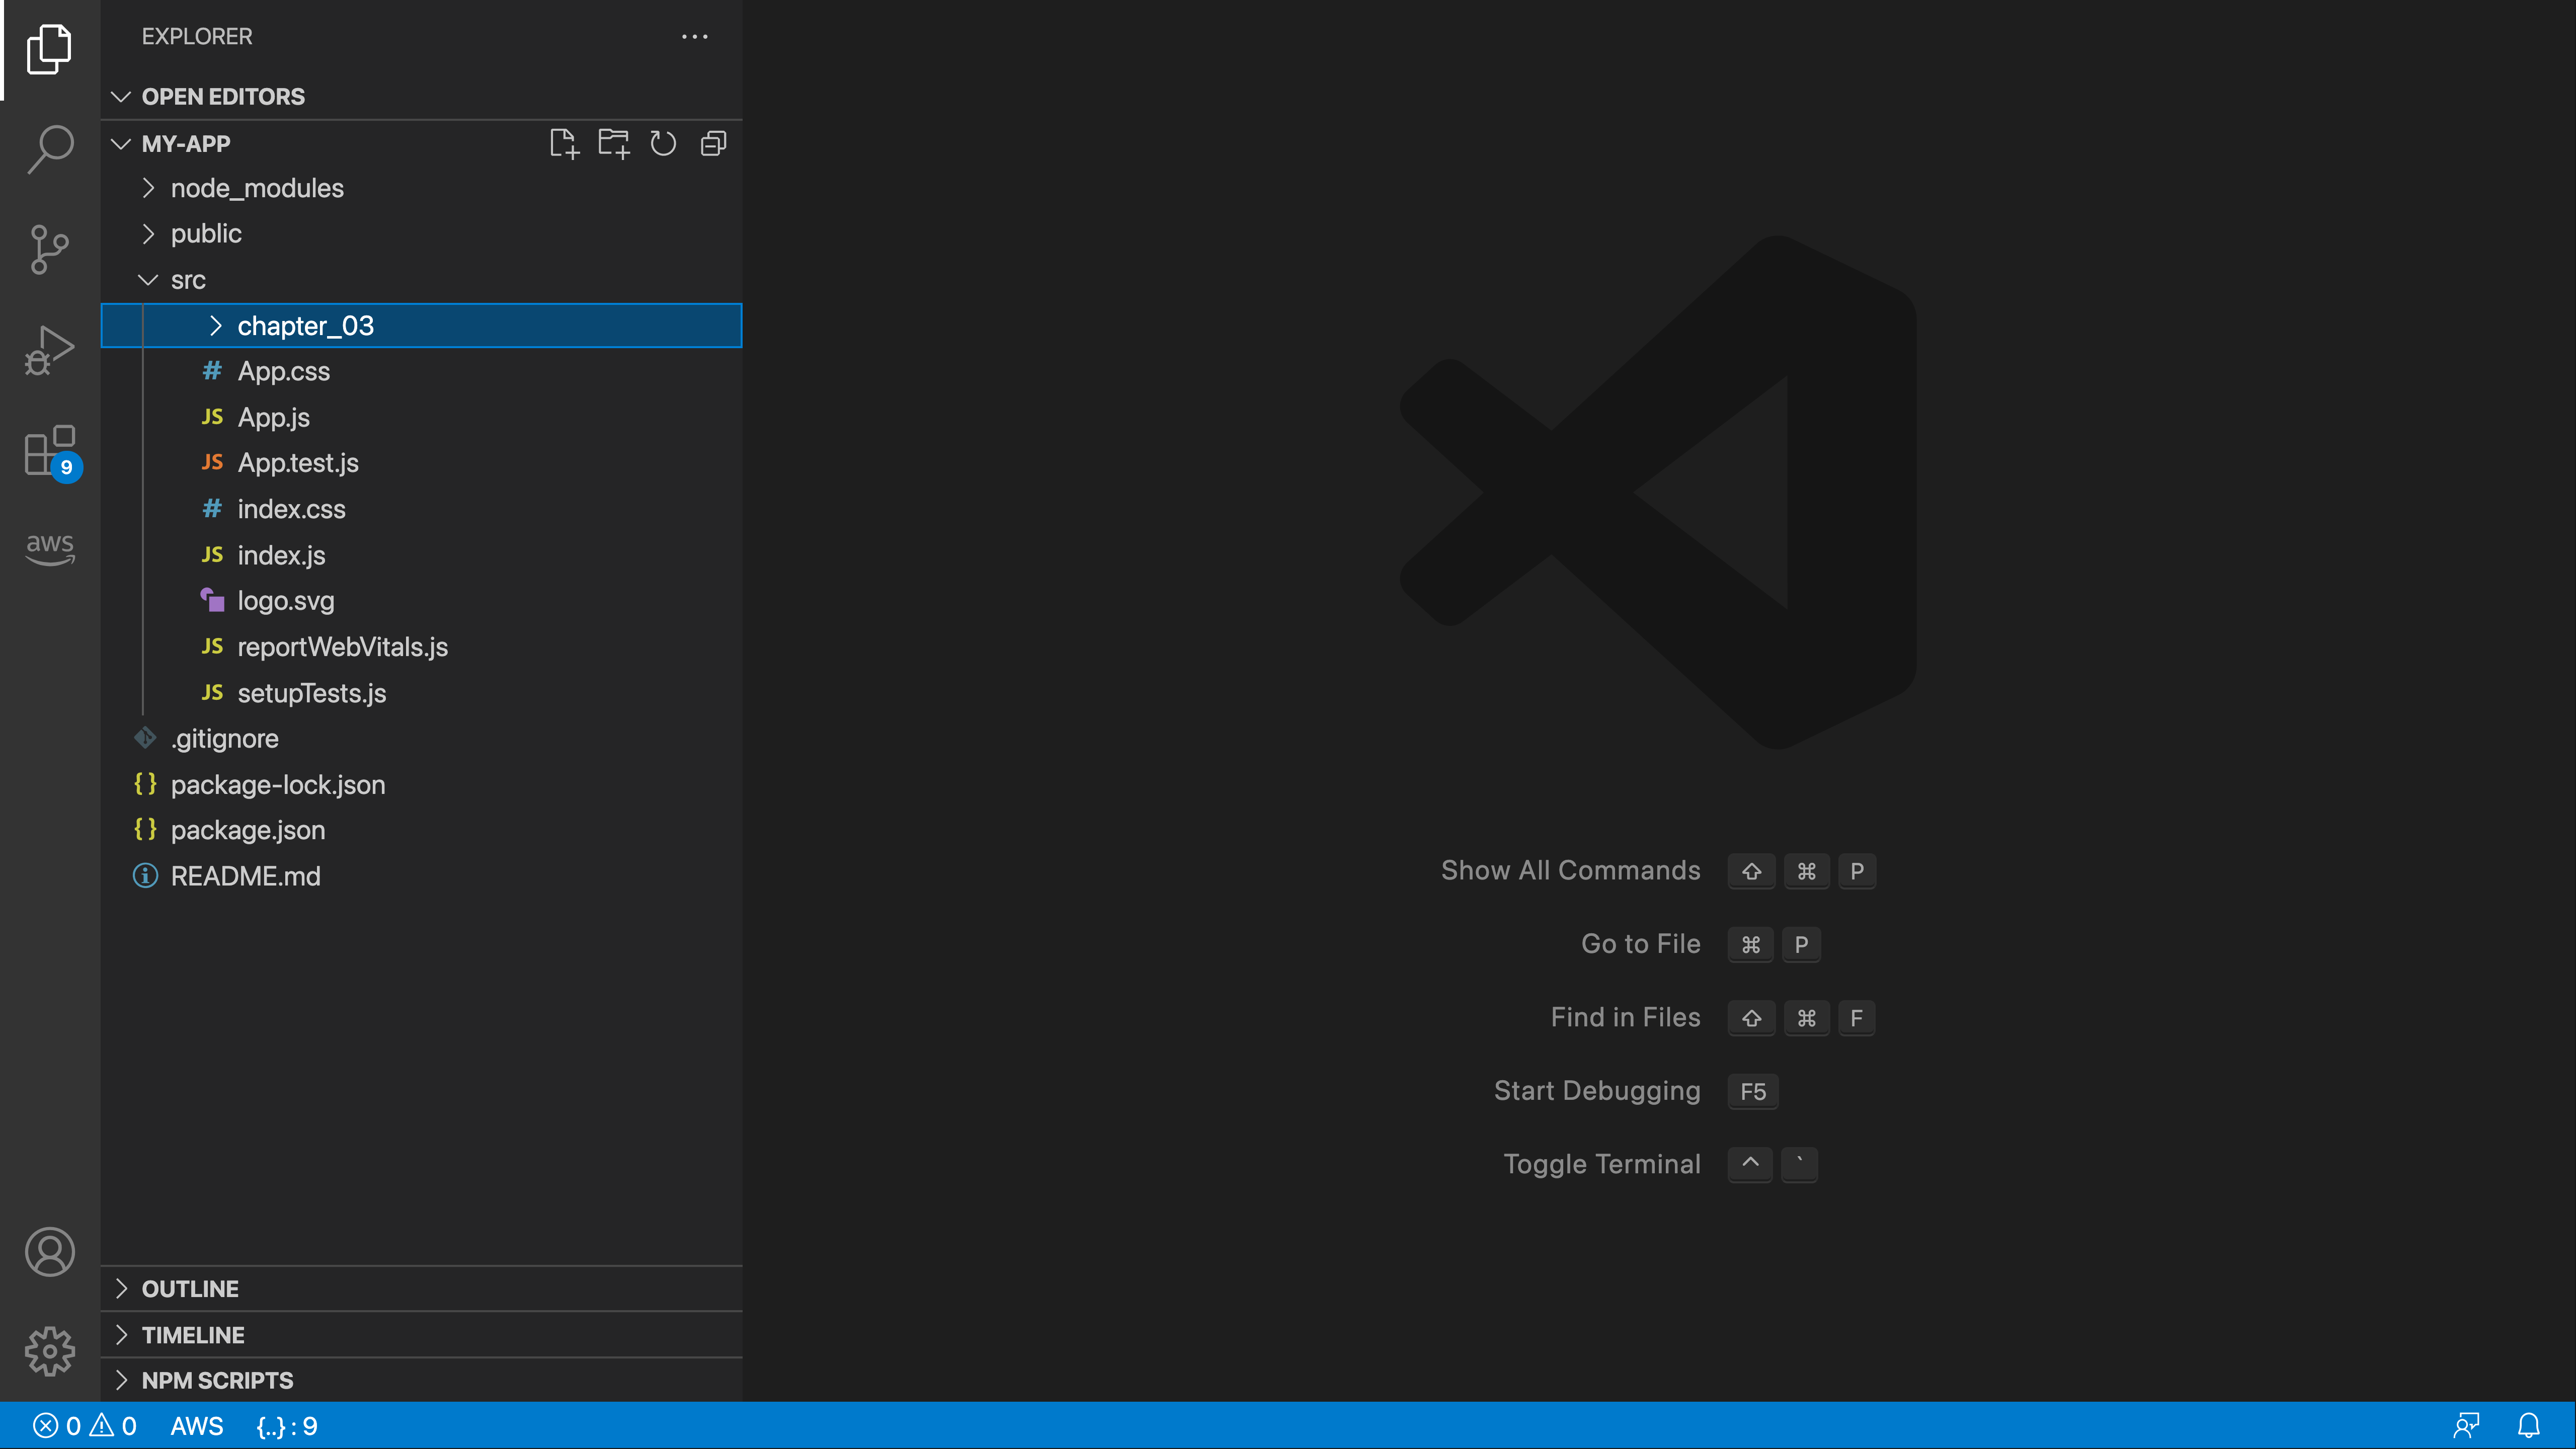 EXPLORER
OPEN EDITORS
MY-APP
node_modules
public
src
chapter_03
# App.css
JS App.js
JS App.test.js
# index.css
JS index.js
logo.svg
JS reportWebVitals.js
JS setupTests.js
.gitignore
{} package-lock.json
{} package.json
README.md
9
aws
Show All Commands ⇧ ⌘ P
Go to File ⌘ P
Find in Files ⇧ ⌘ F
Start Debugging F5
Toggle Terminal ^ `
OUTLINE
TIMELINE
NPM SCRIPTS
0 0 AWS {..} : 9